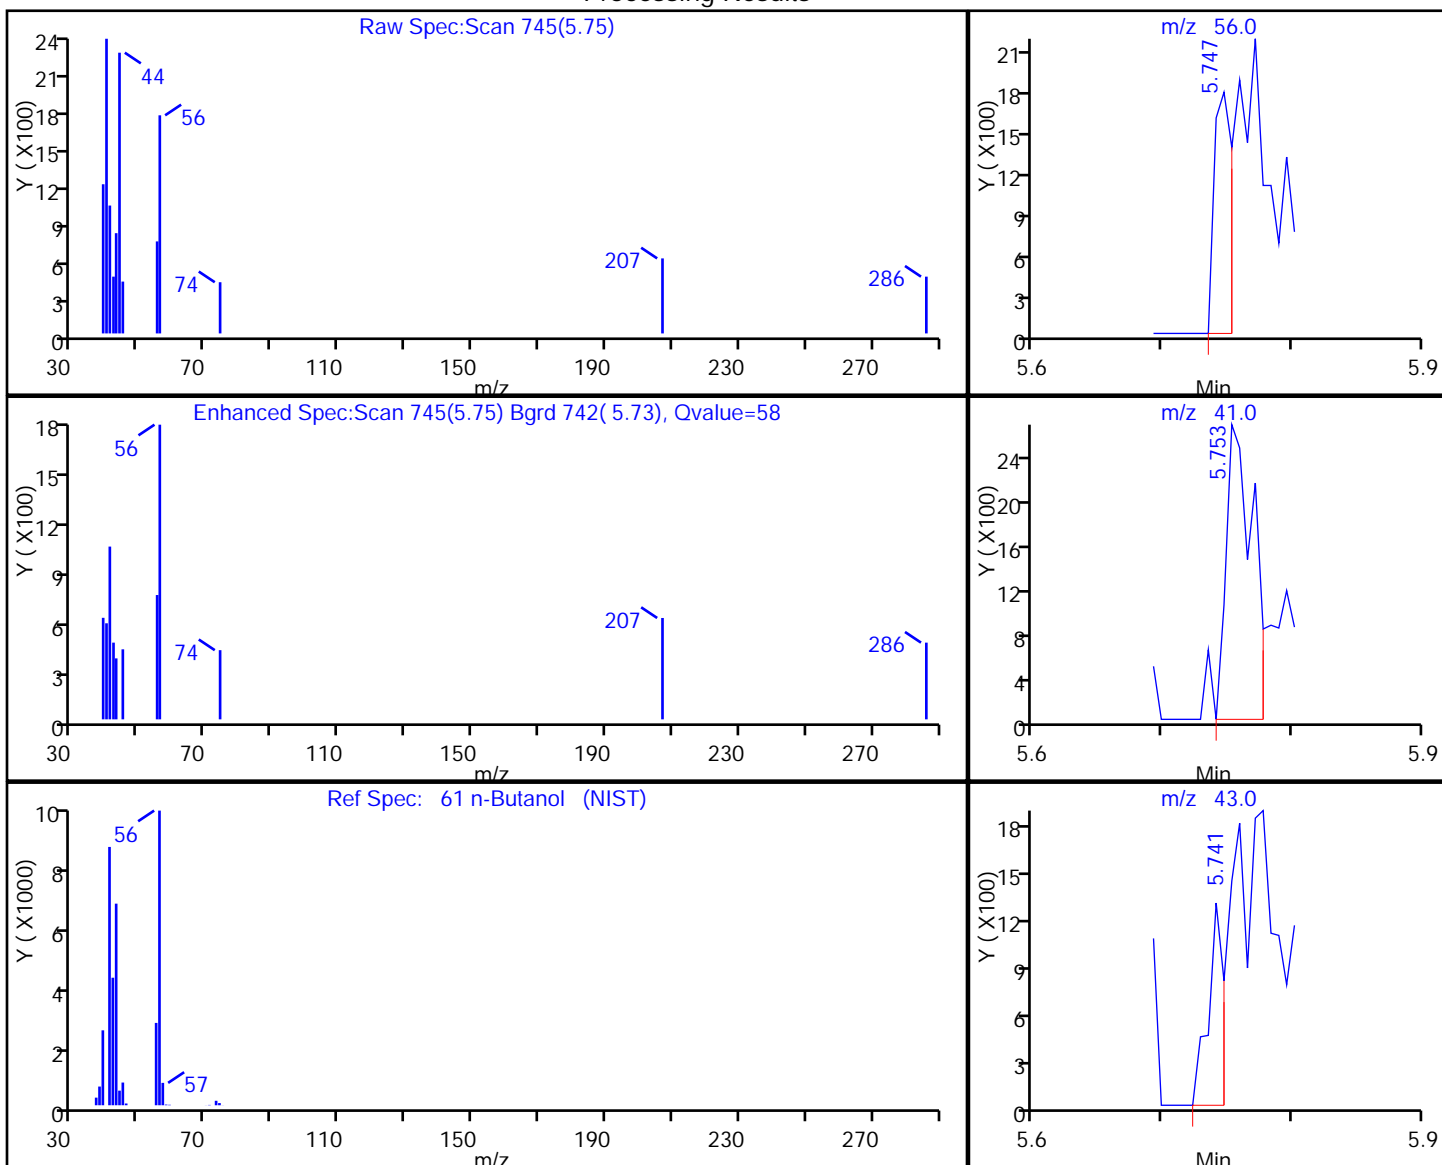 Processing Results
Raw Spec:Scan 745(5.75)
Y ( X100)
24
21
18
15
12
9
6
3
0
44
56
74
207
286
30 70 110 150 190 230 270
m/z
m/z 56.0
Y ( X100)
21
18
15
12
9
6
3
0
5.747
5.6 5.9
Min
Enhanced Spec:Scan 745(5.75) Bgrd 742( 5.73), Qvalue=58
Y ( X100)
18
15
12
9
6
3
0
56
74
207
286
30 70 110 150 190 230 270
m/z
m/z 41.0
Y ( X100)
24
20
16
12
8
4
0
5.753
5.6 5.9
Min
Ref Spec: 61 n-Butanol (NIST)
Y ( X1000)
10
8
6
4
2
0
56
57
30 70 110 150 190 230 270
m/z
m/z 43.0
Y ( X100)
18
15
12
9
6
3
0
5.741
5.6 5.9
Min